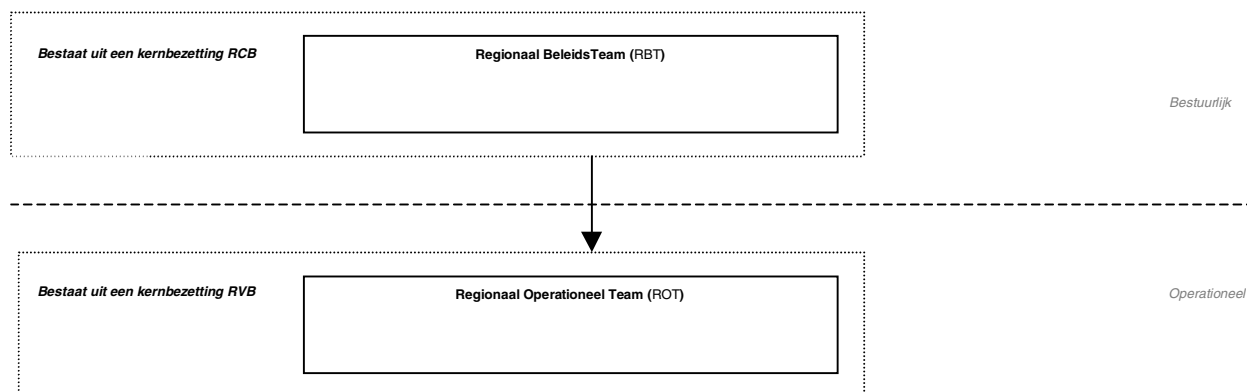 Bestaat uit een kernbezetting RCB
Regionaal BeleidsTeam (RBT)
Bestuurlijk
Bestaat uit een kernbezetting RVB
Regionaal Operationeel Team (ROT)
Operationeel